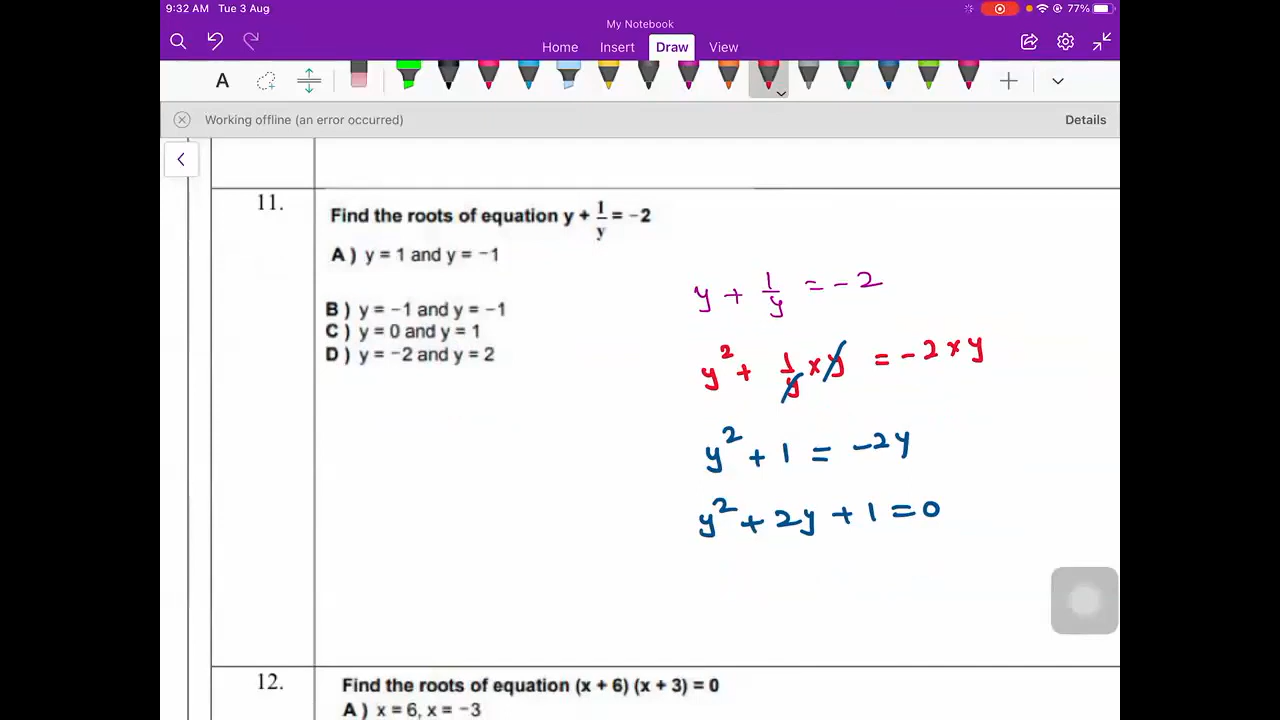 9:32 AM Tue 3 Aug
77%
My Notebook
Home Insert Draw View
A
Working offline (an error occurred) Details
11.
Find the roots of equation y + 1/y = −2
A ) y = 1 and y = −1
B ) y = −1 and y = −1
C ) y = 0 and y = 1
D ) y = −2 and y = 2
y + 1/y = -2
y² + 1/y × y = -2 × y
y² + 1 = -2y
y² + 2y + 1 = 0
12.
Find the roots of equation (x + 6) (x + 3) = 0
A ) x = 6, x = −3